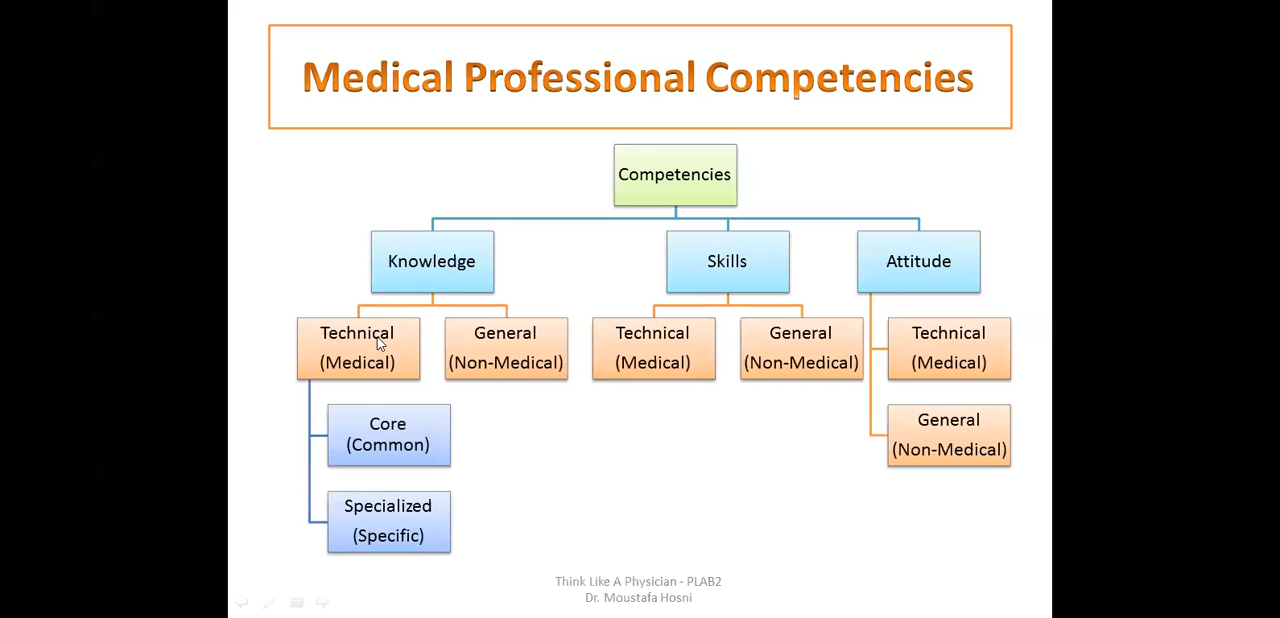 Medical Professional Competencies
Competencies
Knowledge
Skills
Attitude
Technical
(Medical)
General
(Non-Medical)
Technical
(Medical)
General
(Non-Medical)
Technical
(Medical)
Core
(Common)
General
(Non-Medical)
Specialized
(Specific)
Think Like A Physician - PLAB2
Dr. Moustafa Hosni